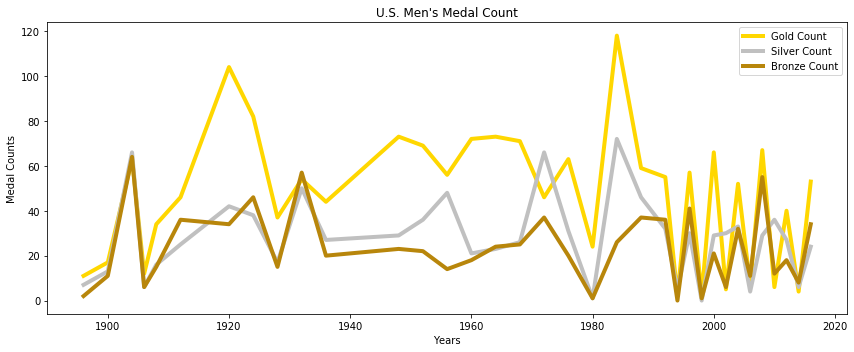 U.S. Men's Medal Count
Gold Count
Silver Count
Bronze Count
Medal Counts
120
100
80
60
40
20
0
1900 1920 1940 1960 1980 2000 2020
Years